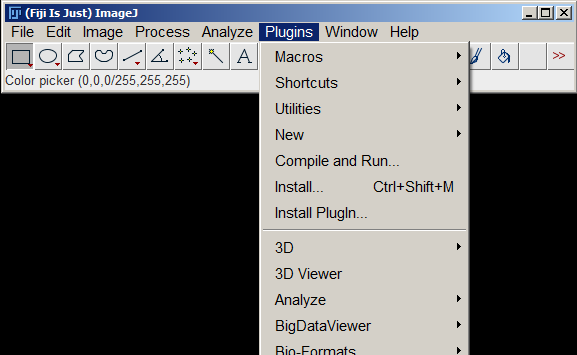 (Fiji Is Just) ImageJ
File Edit Image Process Analyze Plugins Window Help
A >>
Color picker (0,0,0/255,255,255)
Macros
Shortcuts
Utilities
New
Compile and Run...
Install... Ctrl+Shift+M
Install PlugIn...
3D
3D Viewer
Analyze
BigDataViewer
Bio-Formats